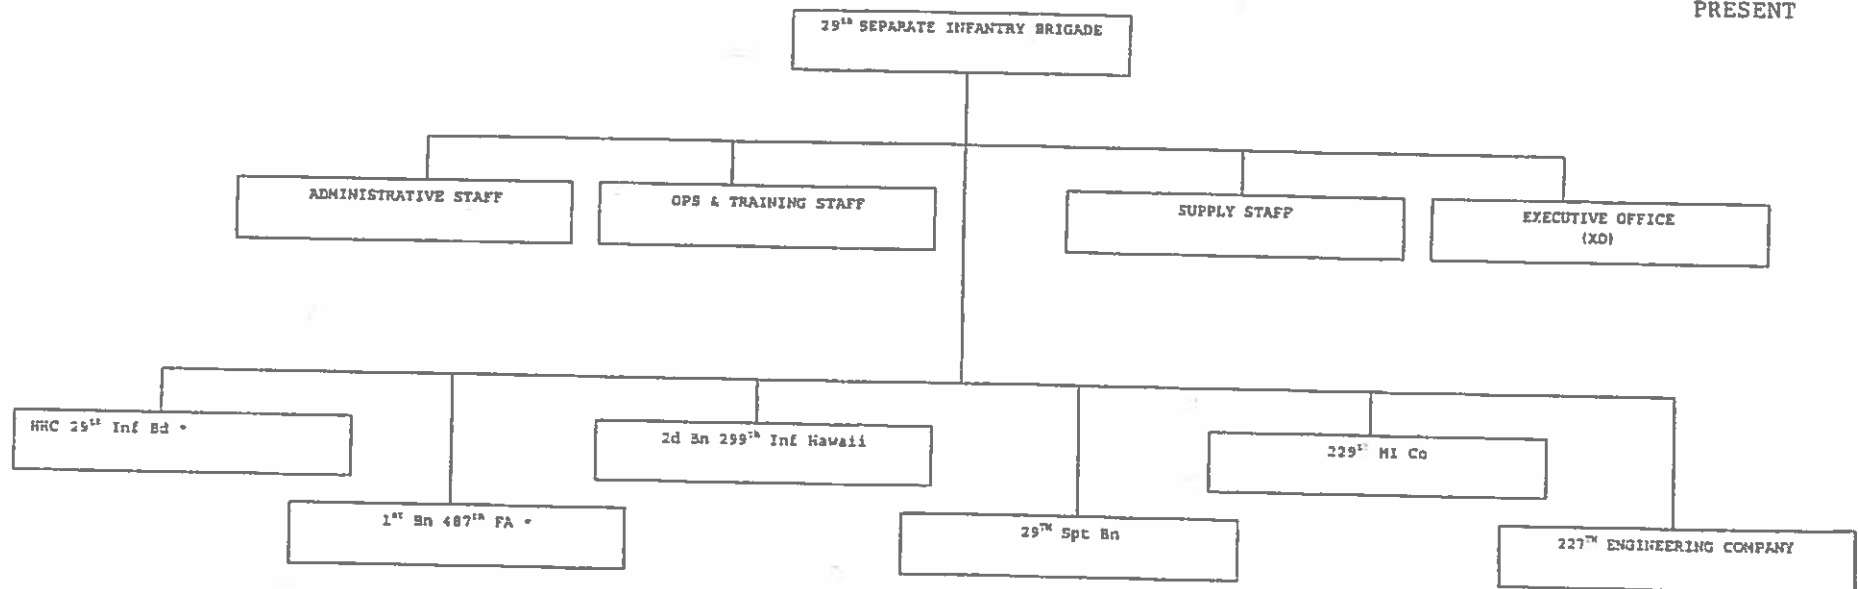 PRESENT
29th SEPARATE INFANTRY BRIGADE
ADMINISTRATIVE STAFF
OPS & TRAINING STAFF
SUPPLY STAFF
EXECUTIVE OFFICE
(XO)
HHC 29th Inf Bd *
2d Bn 299th Inf Hawaii
229th MI Co
1st Bn 487th FA *
29TH Spt Bn
227TH ENGINEERING COMPANY